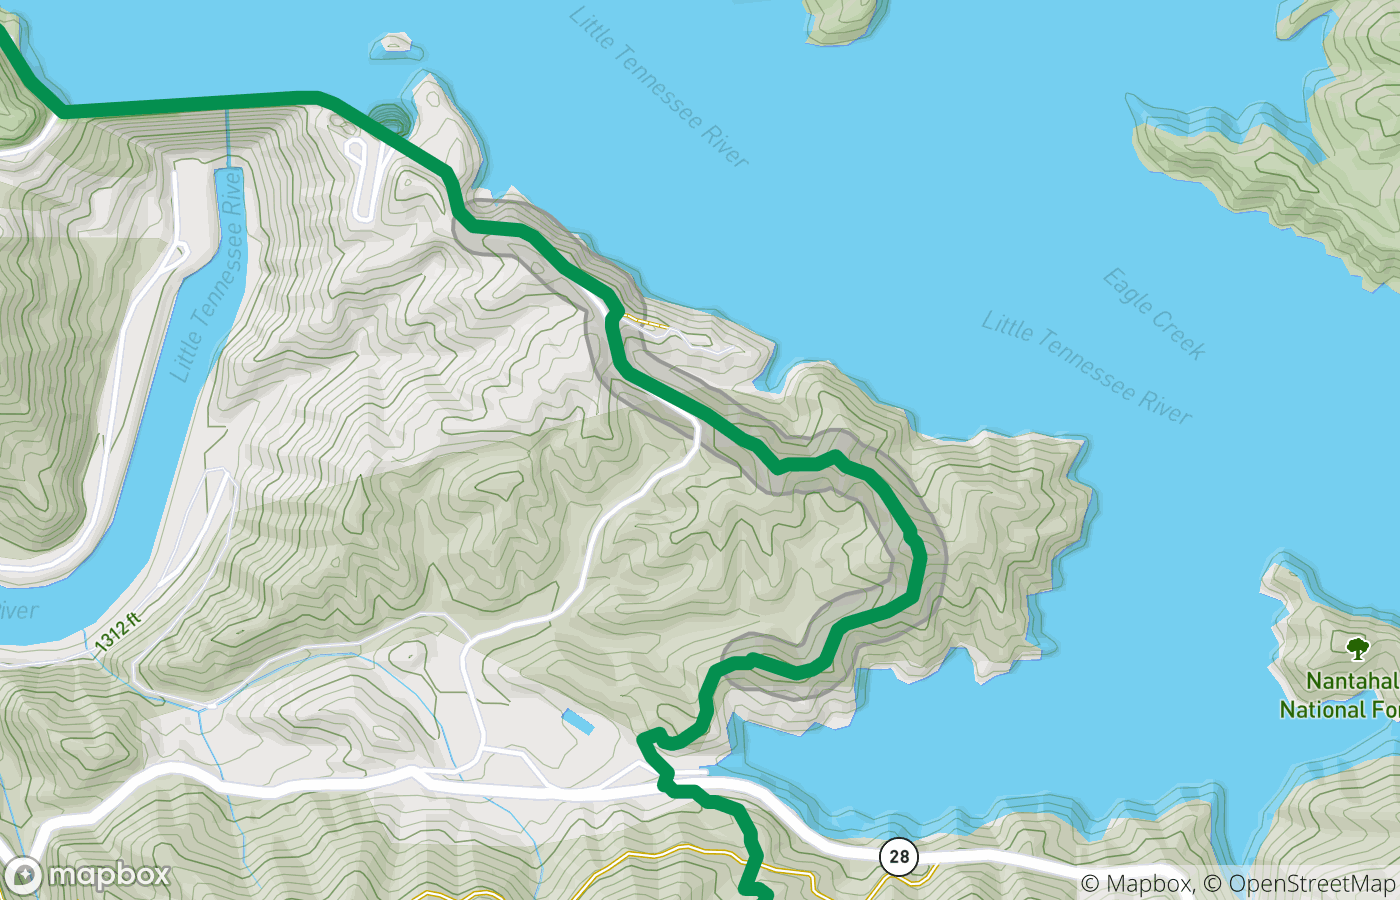 Little Tennessee River
Little Tennessee River
Eagle Creek
Little Tennessee River
River
1312 ft
Nantahal
National For
28
mapbox
© Mapbox, © OpenStreetMap